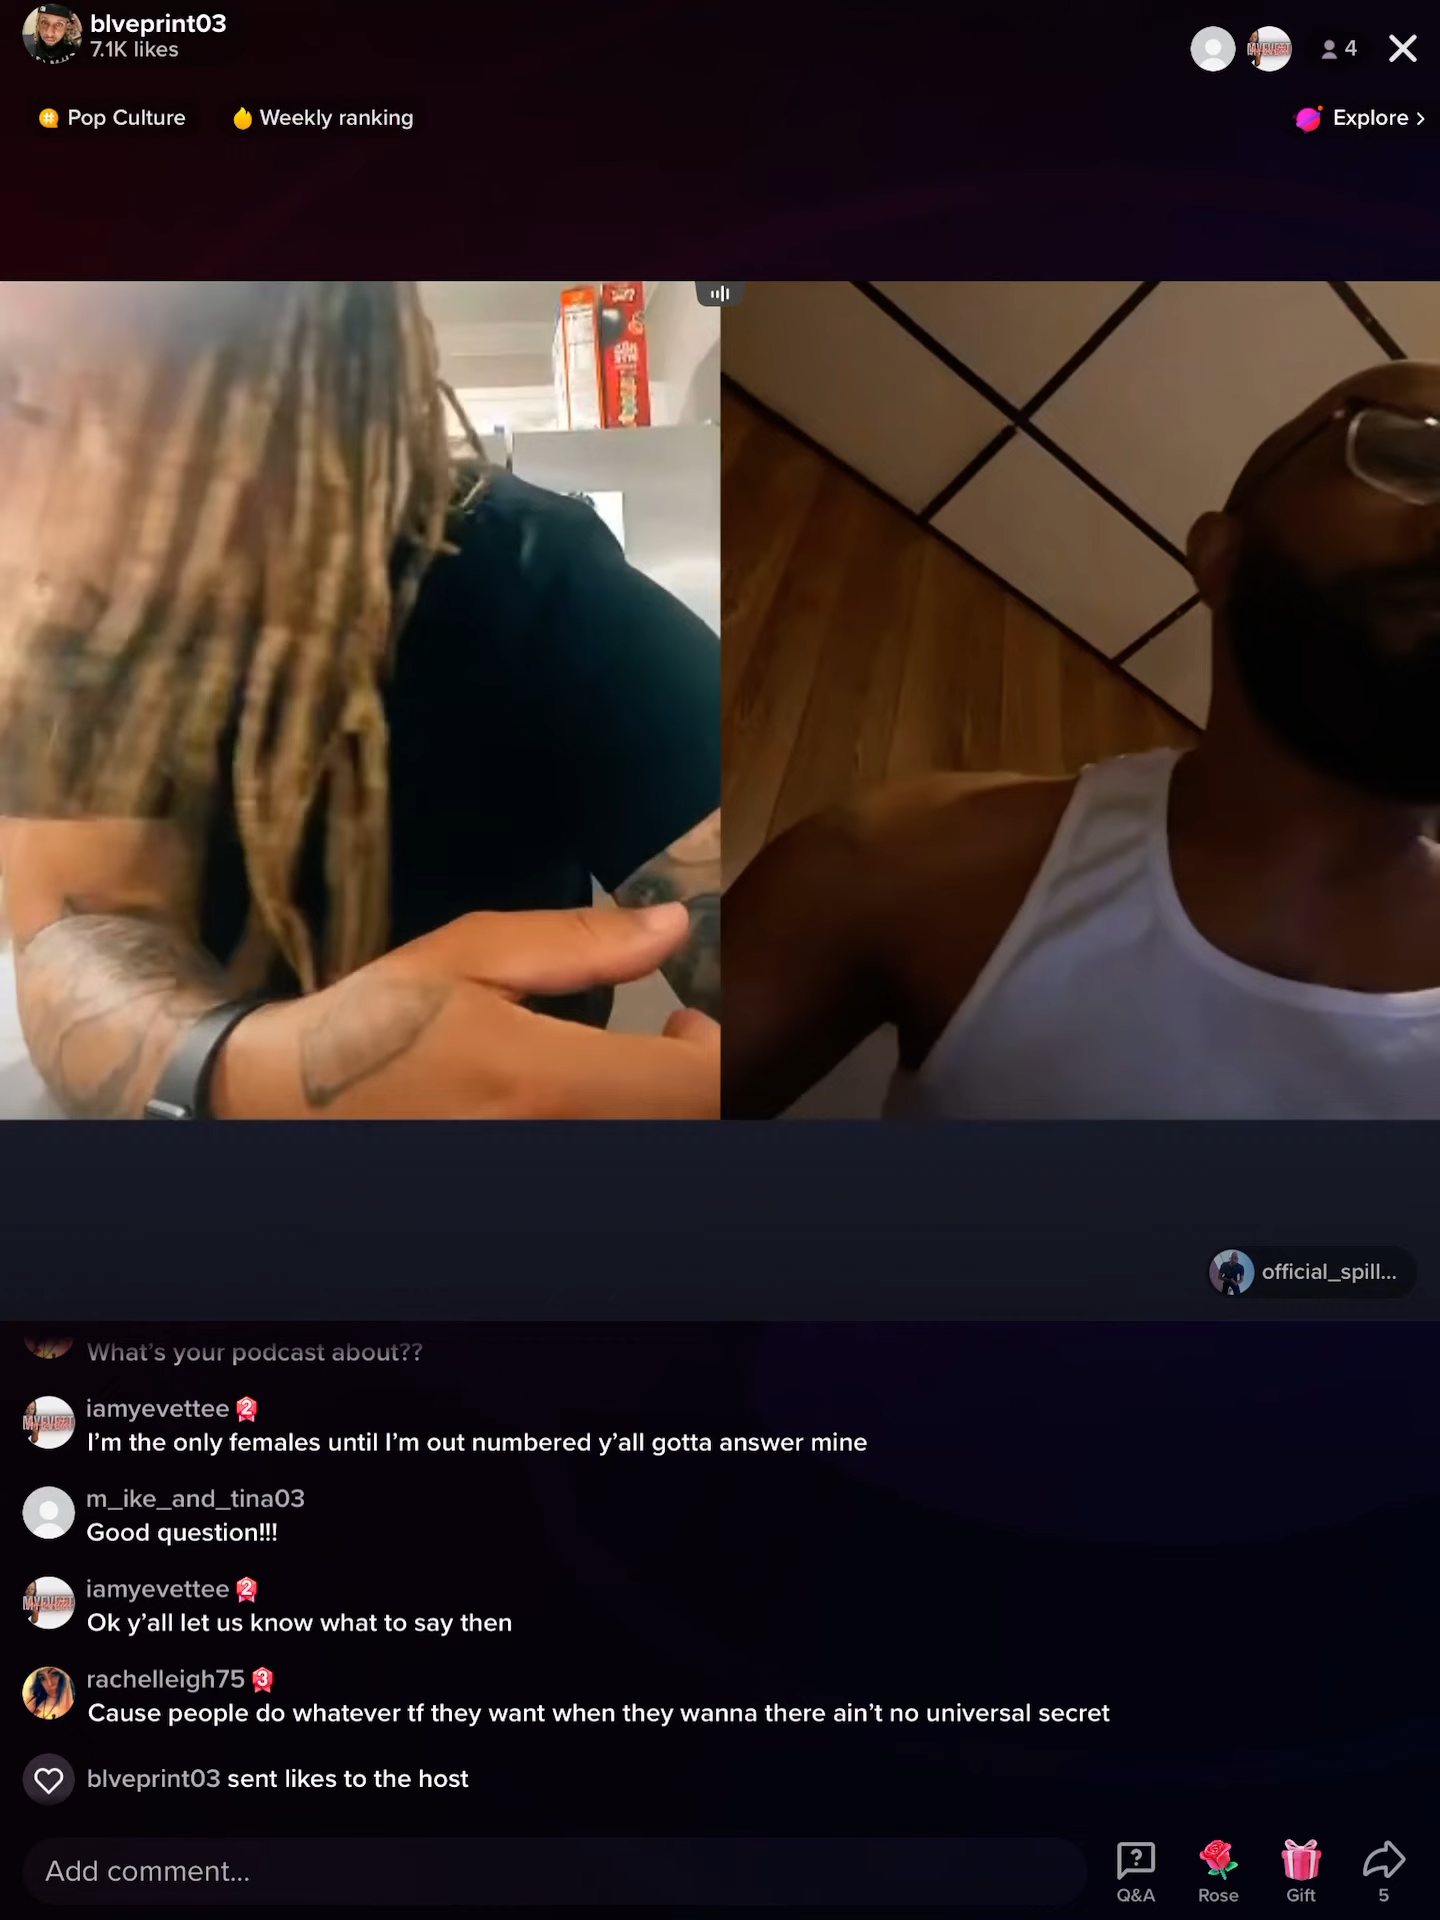 blveprint03
7.1K likes
4
Pop Culture
Weekly ranking
Explore >
official_spill...
What's your podcast about??
iamyevettee 2
I'm the only females until I'm out numbered y'all gotta answer mine
m_ike_and_tina03
Good question!!!
iamyevettee 2
Ok y'all let us know what to say then
rachelleigh75 3
Cause people do whatever tf they want when they wanna there ain't no universal secret
blveprint03 sent likes to the host
Add comment...
Q&A
Rose
Gift
5